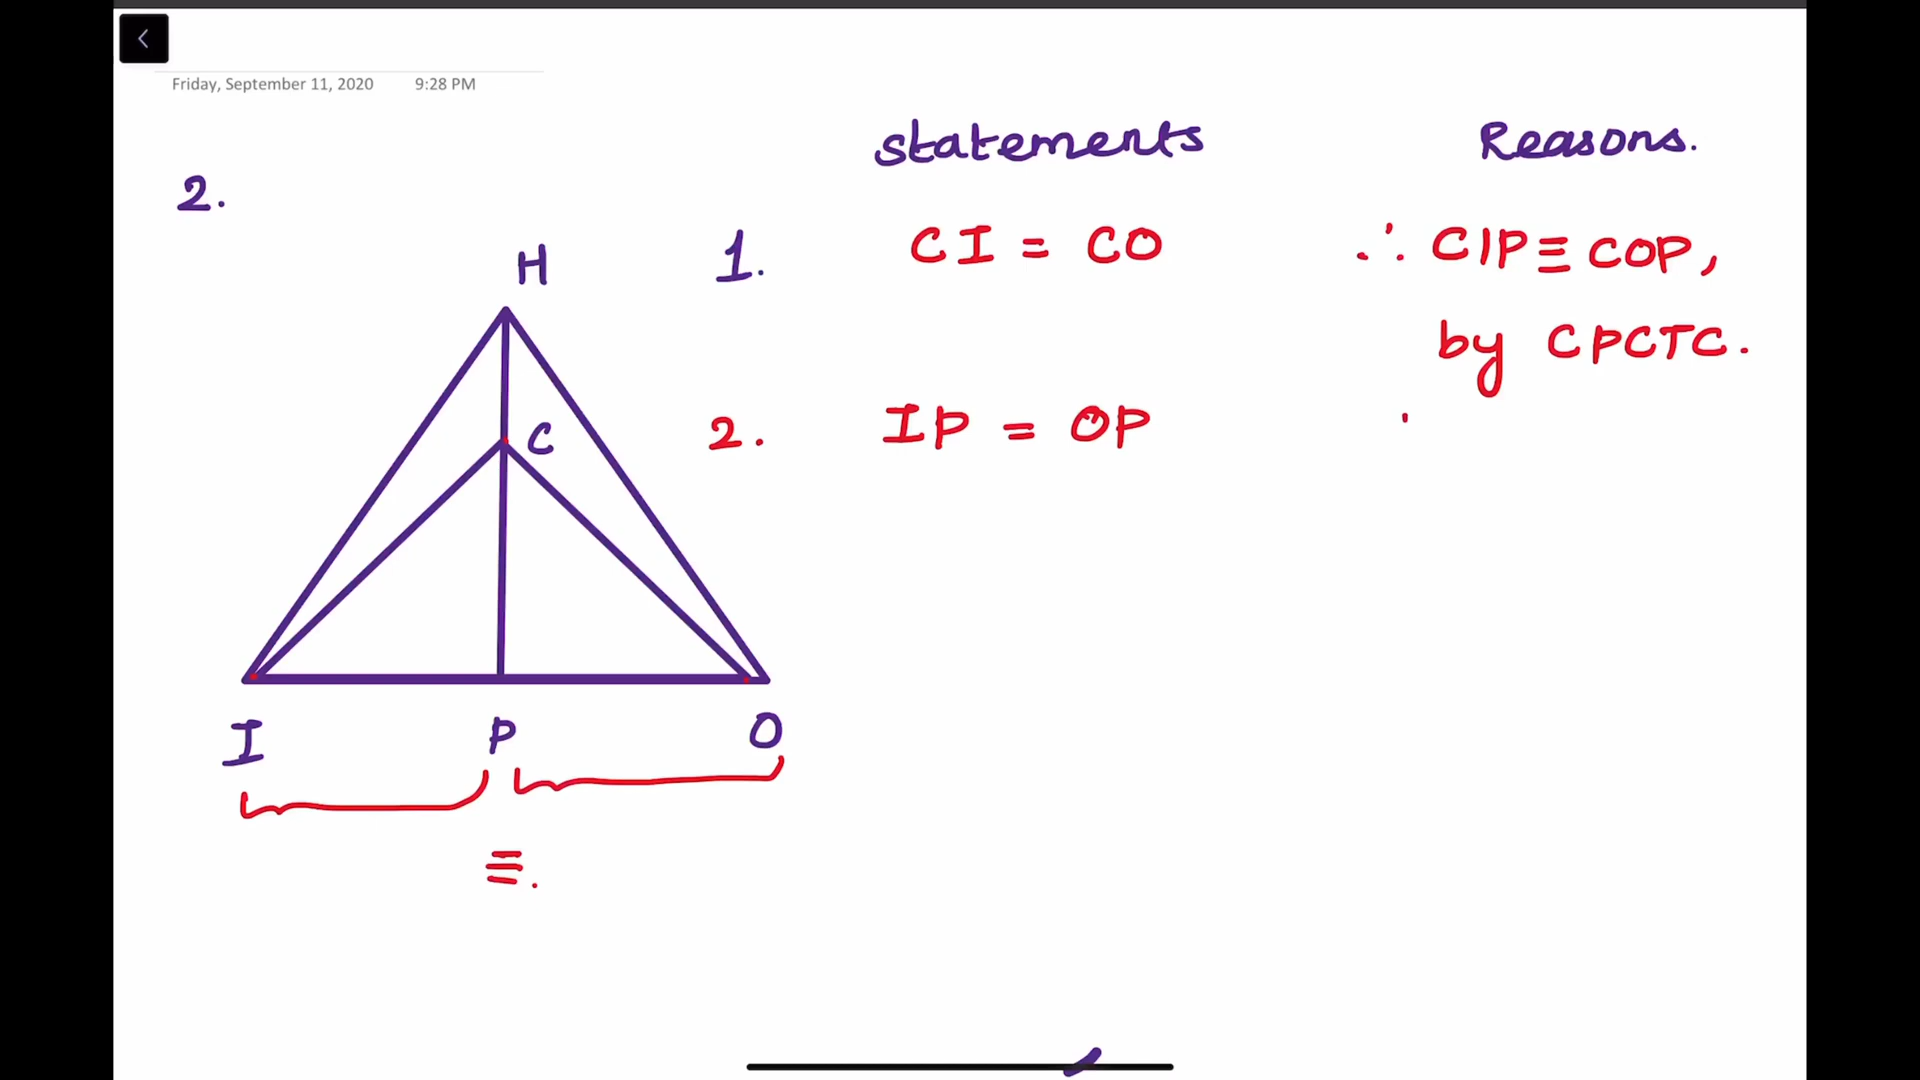 Friday, September 11, 2020 9:28 PM
statements Reasons.
2.
1. CI = CO ∴ CIP ≡ COP,
by CPCTC.
2. IP = OP
H
C
I P O
≡.